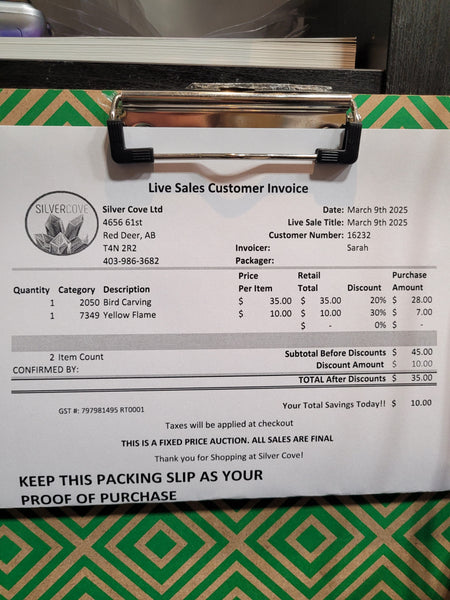 Live Sales Customer Invoice
SILVERCOVE
Silver Cove Ltd
4656 61st
Red Deer, AB
T4N 2R2
403-986-3682
Date: March 9th 2025
Live Sale Title: March 9th 2025
Customer Number: 16232
Invoicer: Sarah
Packager:
Quantity Category Description Price Per Item Retail Total Discount Purchase Amount
1 2050 Bird Carving $ 35.00 $ 35.00 20% $ 28.00
1 7349 Yellow Flame $ 10.00 $ 10.00 30% $ 7.00
$ - 0% $ -
2 Item Count Subtotal Before Discounts $ 45.00
CONFIRMED BY: Discount Amount $ 10.00
TOTAL After Discounts $ 35.00
GST #: 797981495 RT0001 Your Total Savings Today!! $ 10.00
Taxes will be applied at checkout
THIS IS A FIXED PRICE AUCTION. ALL SALES ARE FINAL
Thank you for Shopping at Silver Cove!
KEEP THIS PACKING SLIP AS YOUR
PROOF OF PURCHASE